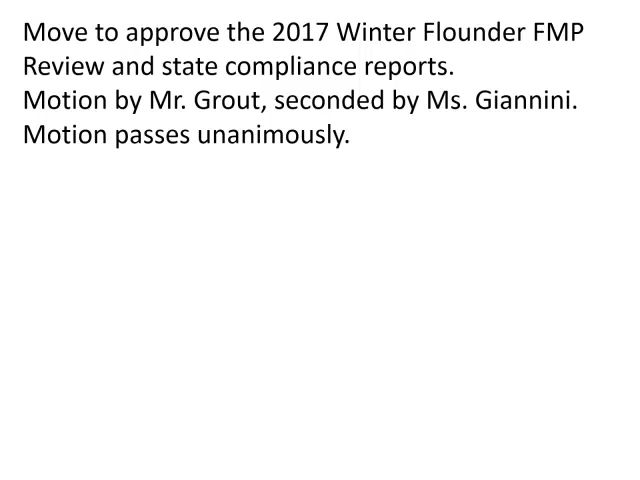 Move to approve the 2017 Winter Flounder FMP
Review and state compliance reports.
Motion by Mr. Grout, seconded by Ms. Giannini.
Motion passes unanimously.